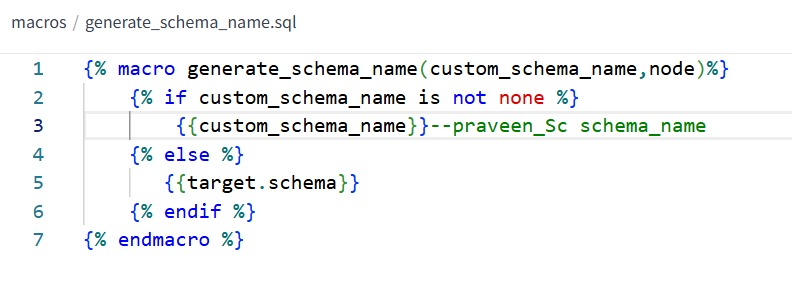 macros / generate_schema_name.sql
1 {% macro generate_schema_name(custom_schema_name,node)%}
2 {% if custom_schema_name is not none %}
3 {{custom_schema_name}}--praveen_Sc schema_name
4 {% else %}
5 {{target.schema}}
6 {% endif %}
7 {% endmacro %}